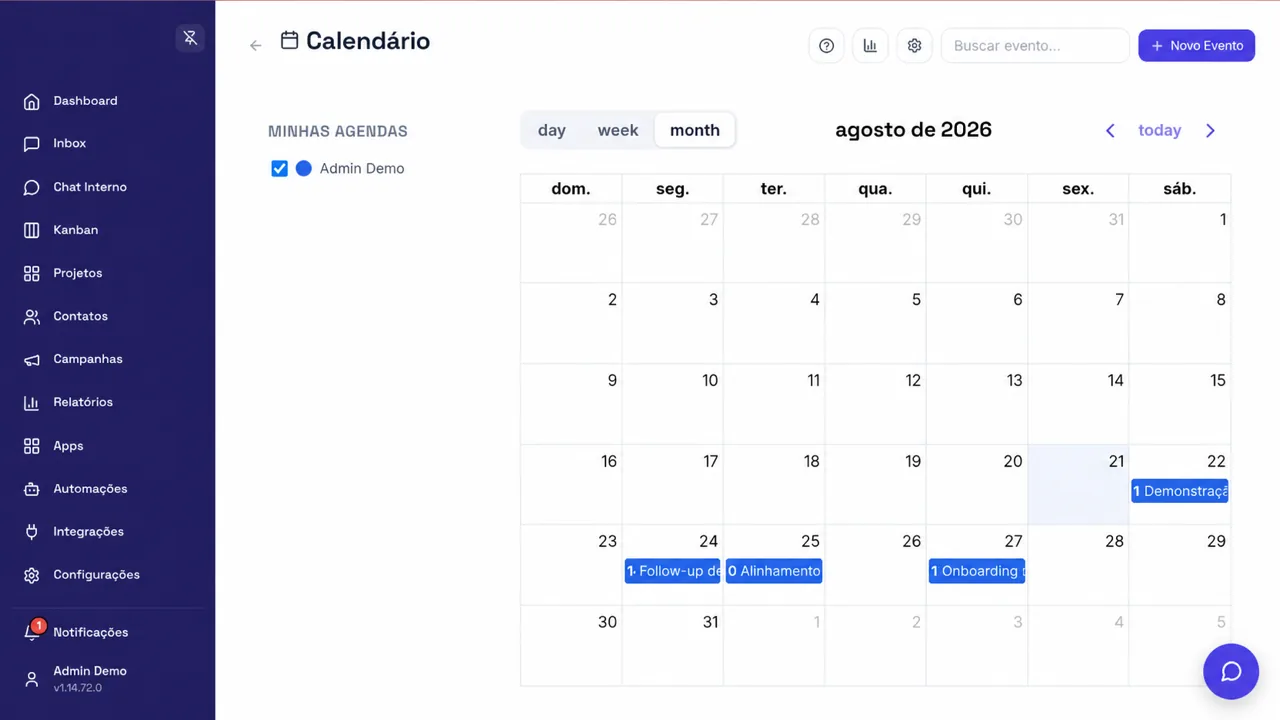 Dashboard
Inbox
Chat Interno
Kanban
Projetos
Contatos
Campanhas
Relatórios
Apps
Automações
Integrações
Configurações
1
Notificações
Admin Demo
v1.14.72.0
Calendário
Buscar evento...
+ Novo Evento
MINHAS AGENDAS
Admin Demo
day week month
agosto de 2026
today
dom. seg. ter. qua. qui. sex. sáb.
26 27 28 29 30 31 1
2 3 4 5 6 7 8
9 10 11 12 13 14 15
16 17 18 19 20 21 22
1 Demonstraçã
23 24 25 26 27 28 29
1 Follow-up de 0 Alinhamento 1 Onboarding
30 31 1 2 3 4 5